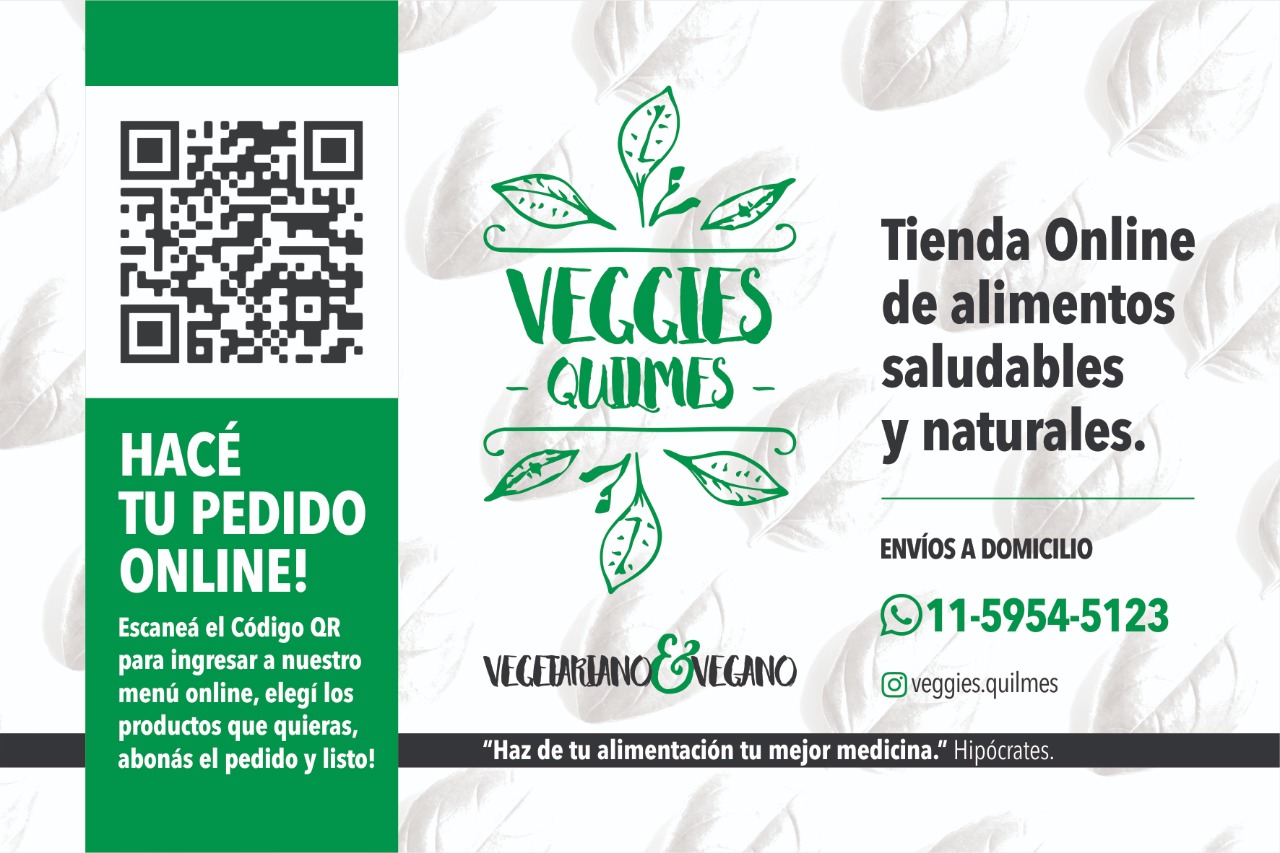 HACÉ
TU PEDIDO
ONLINE!
Escaneá el Código QR
para ingresar a nuestro
menú online, elegí los
productos que quieras,
abonás el pedido y listo!
VEGGIES
- QUILMES -
VEGETARIANO & VEGANO
Tienda Online
de alimentos
saludables
y naturales.
ENVÍOS A DOMICILIO
11-5954-5123
veggies.quilmes
“Haz de tu alimentación tu mejor medicina.” Hipócrates.